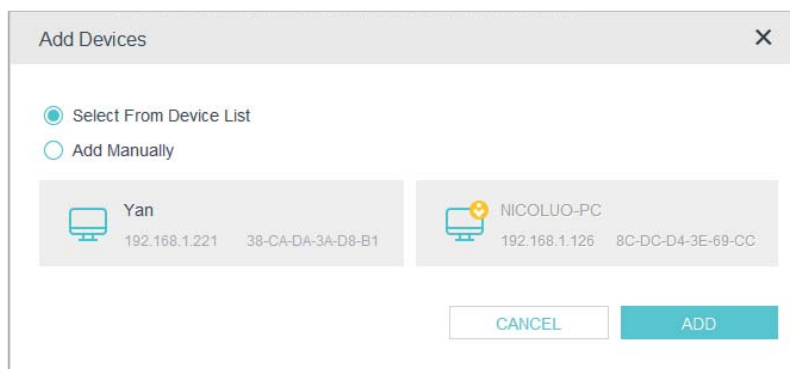 Add Devices
Select From Device List
Add Manually
Yan
192.168.1.221 38-CA-DA-3A-D8-B1
NICOLUO-PC
192.168.1.126 8C-DC-D4-3E-69-CC
CANCEL ADD